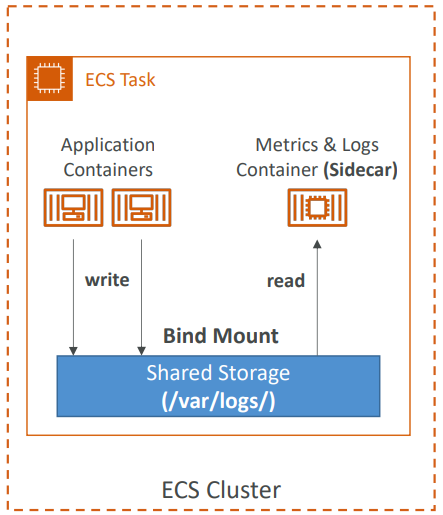 ECS Task
Application
Containers
Metrics & Logs
Container (Sidecar)
write
read
Bind Mount
Shared Storage
(/var/logs/)
ECS Cluster